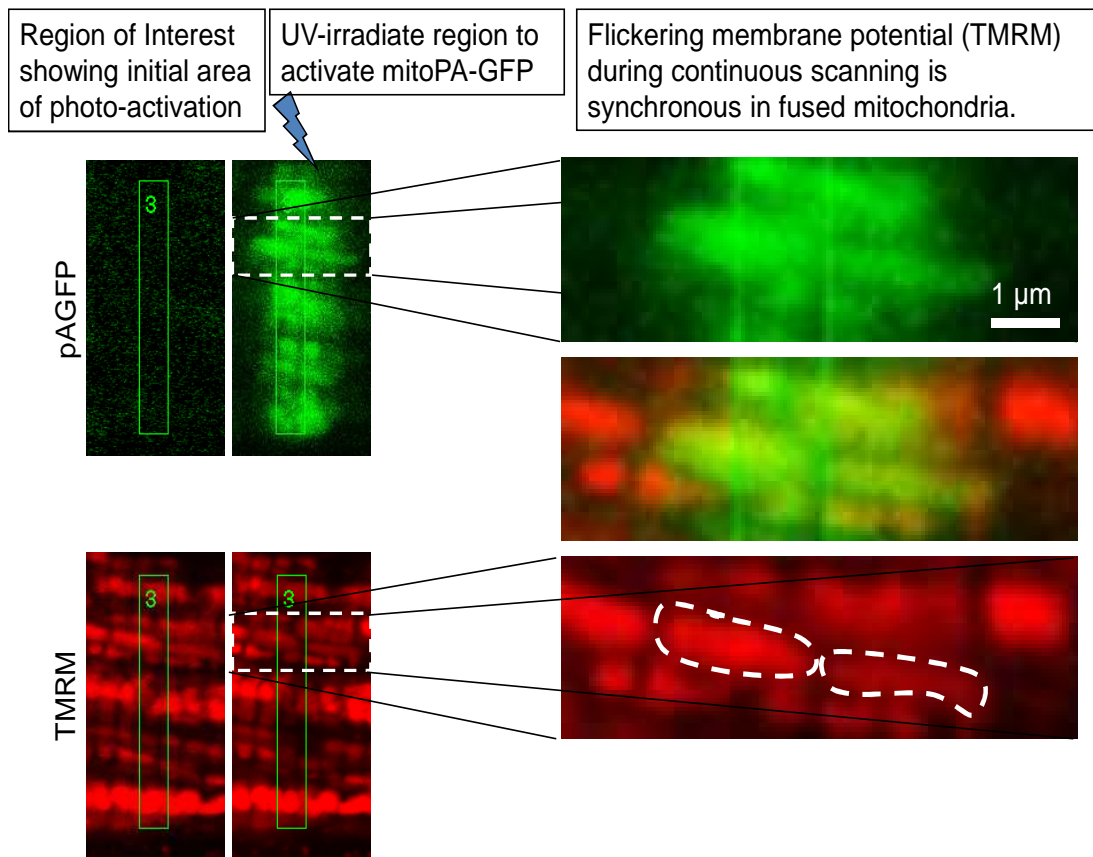 Region of Interest
showing initial area
of photo-activation
UV-irradiate region to
activate mitoPA-GFP
Flickering membrane potential (TMRM)
during continuous scanning is
synchronous in fused mitochondria.
3
pAGFP
1 µm
3
3
TMRM